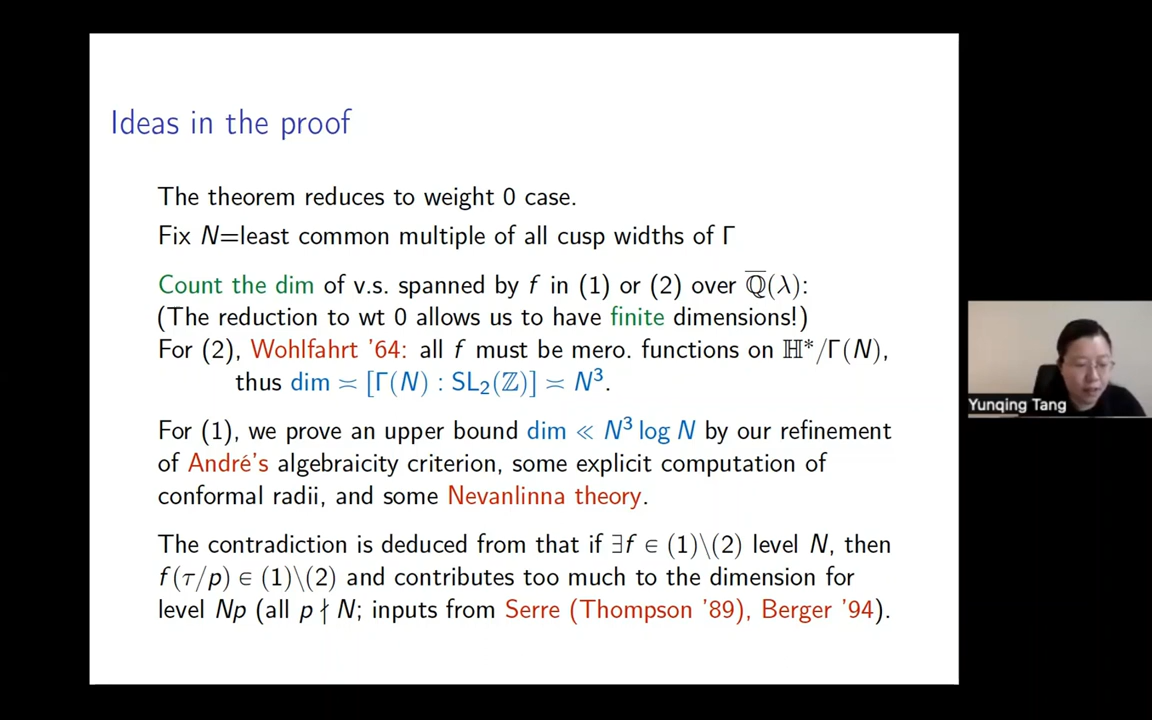 Ideas in the proof
The theorem reduces to weight 0 case.
Fix N=least common multiple of all cusp widths of Γ
Count the dim of v.s. spanned by f in (1) or (2) over ℚ̅(λ):
(The reduction to wt 0 allows us to have finite dimensions!)
For (2), Wohlfahrt '64: all f must be mero. functions on ℍ*/Γ(N),
thus dim ≍ [Γ(N) : SL₂(ℤ)] ≍ N³.
For (1), we prove an upper bound dim ≪ N³ log N by our refinement
of André's algebraicity criterion, some explicit computation of
conformal radii, and some Nevanlinna theory.
The contradiction is deduced from that if ∃f ∈ (1)\(2) level N, then
f(τ/p) ∈ (1)\(2) and contributes too much to the dimension for
level Np (all p ∤ N; inputs from Serre (Thompson '89), Berger '94).
Yunqing Tang